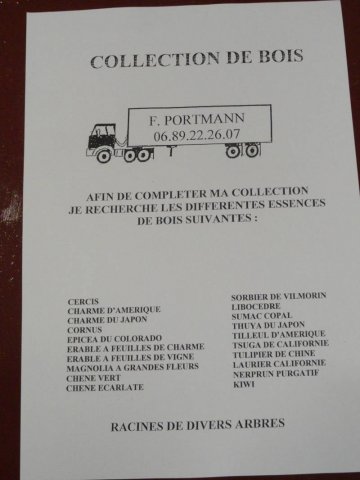 COLLECTION DE BOIS
F. PORTMANN
06.89.22.26.07
AFIN DE COMPLETER MA COLLECTION
JE RECHERCHE LES DIFFERENTES ESSENCES
DE BOIS SUIVANTES :
CERCIS
CHARME D'AMERIQUE
CHARME DU JAPON
CORNUS
EPICEA DU COLORADO
ERABLE A FEUILLES DE CHARME
ERABLE A FEUILLES DE VIGNE
MAGNOLIA A GRANDES FLEURS
CHENE VERT
CHENE ECARLATE
SORBIER DE VILMORIN
LIBOCEDRE
SUMAC COPAL
THUYA DU JAPON
TILLEUL D'AMERIQUE
TSUGA DE CALIFORNIE
TULIPIER DE CHINE
LAURIER CALIFORNIE
NERPRUN PURGATIF
KIWI
RACINES DE DIVERS ARBRES